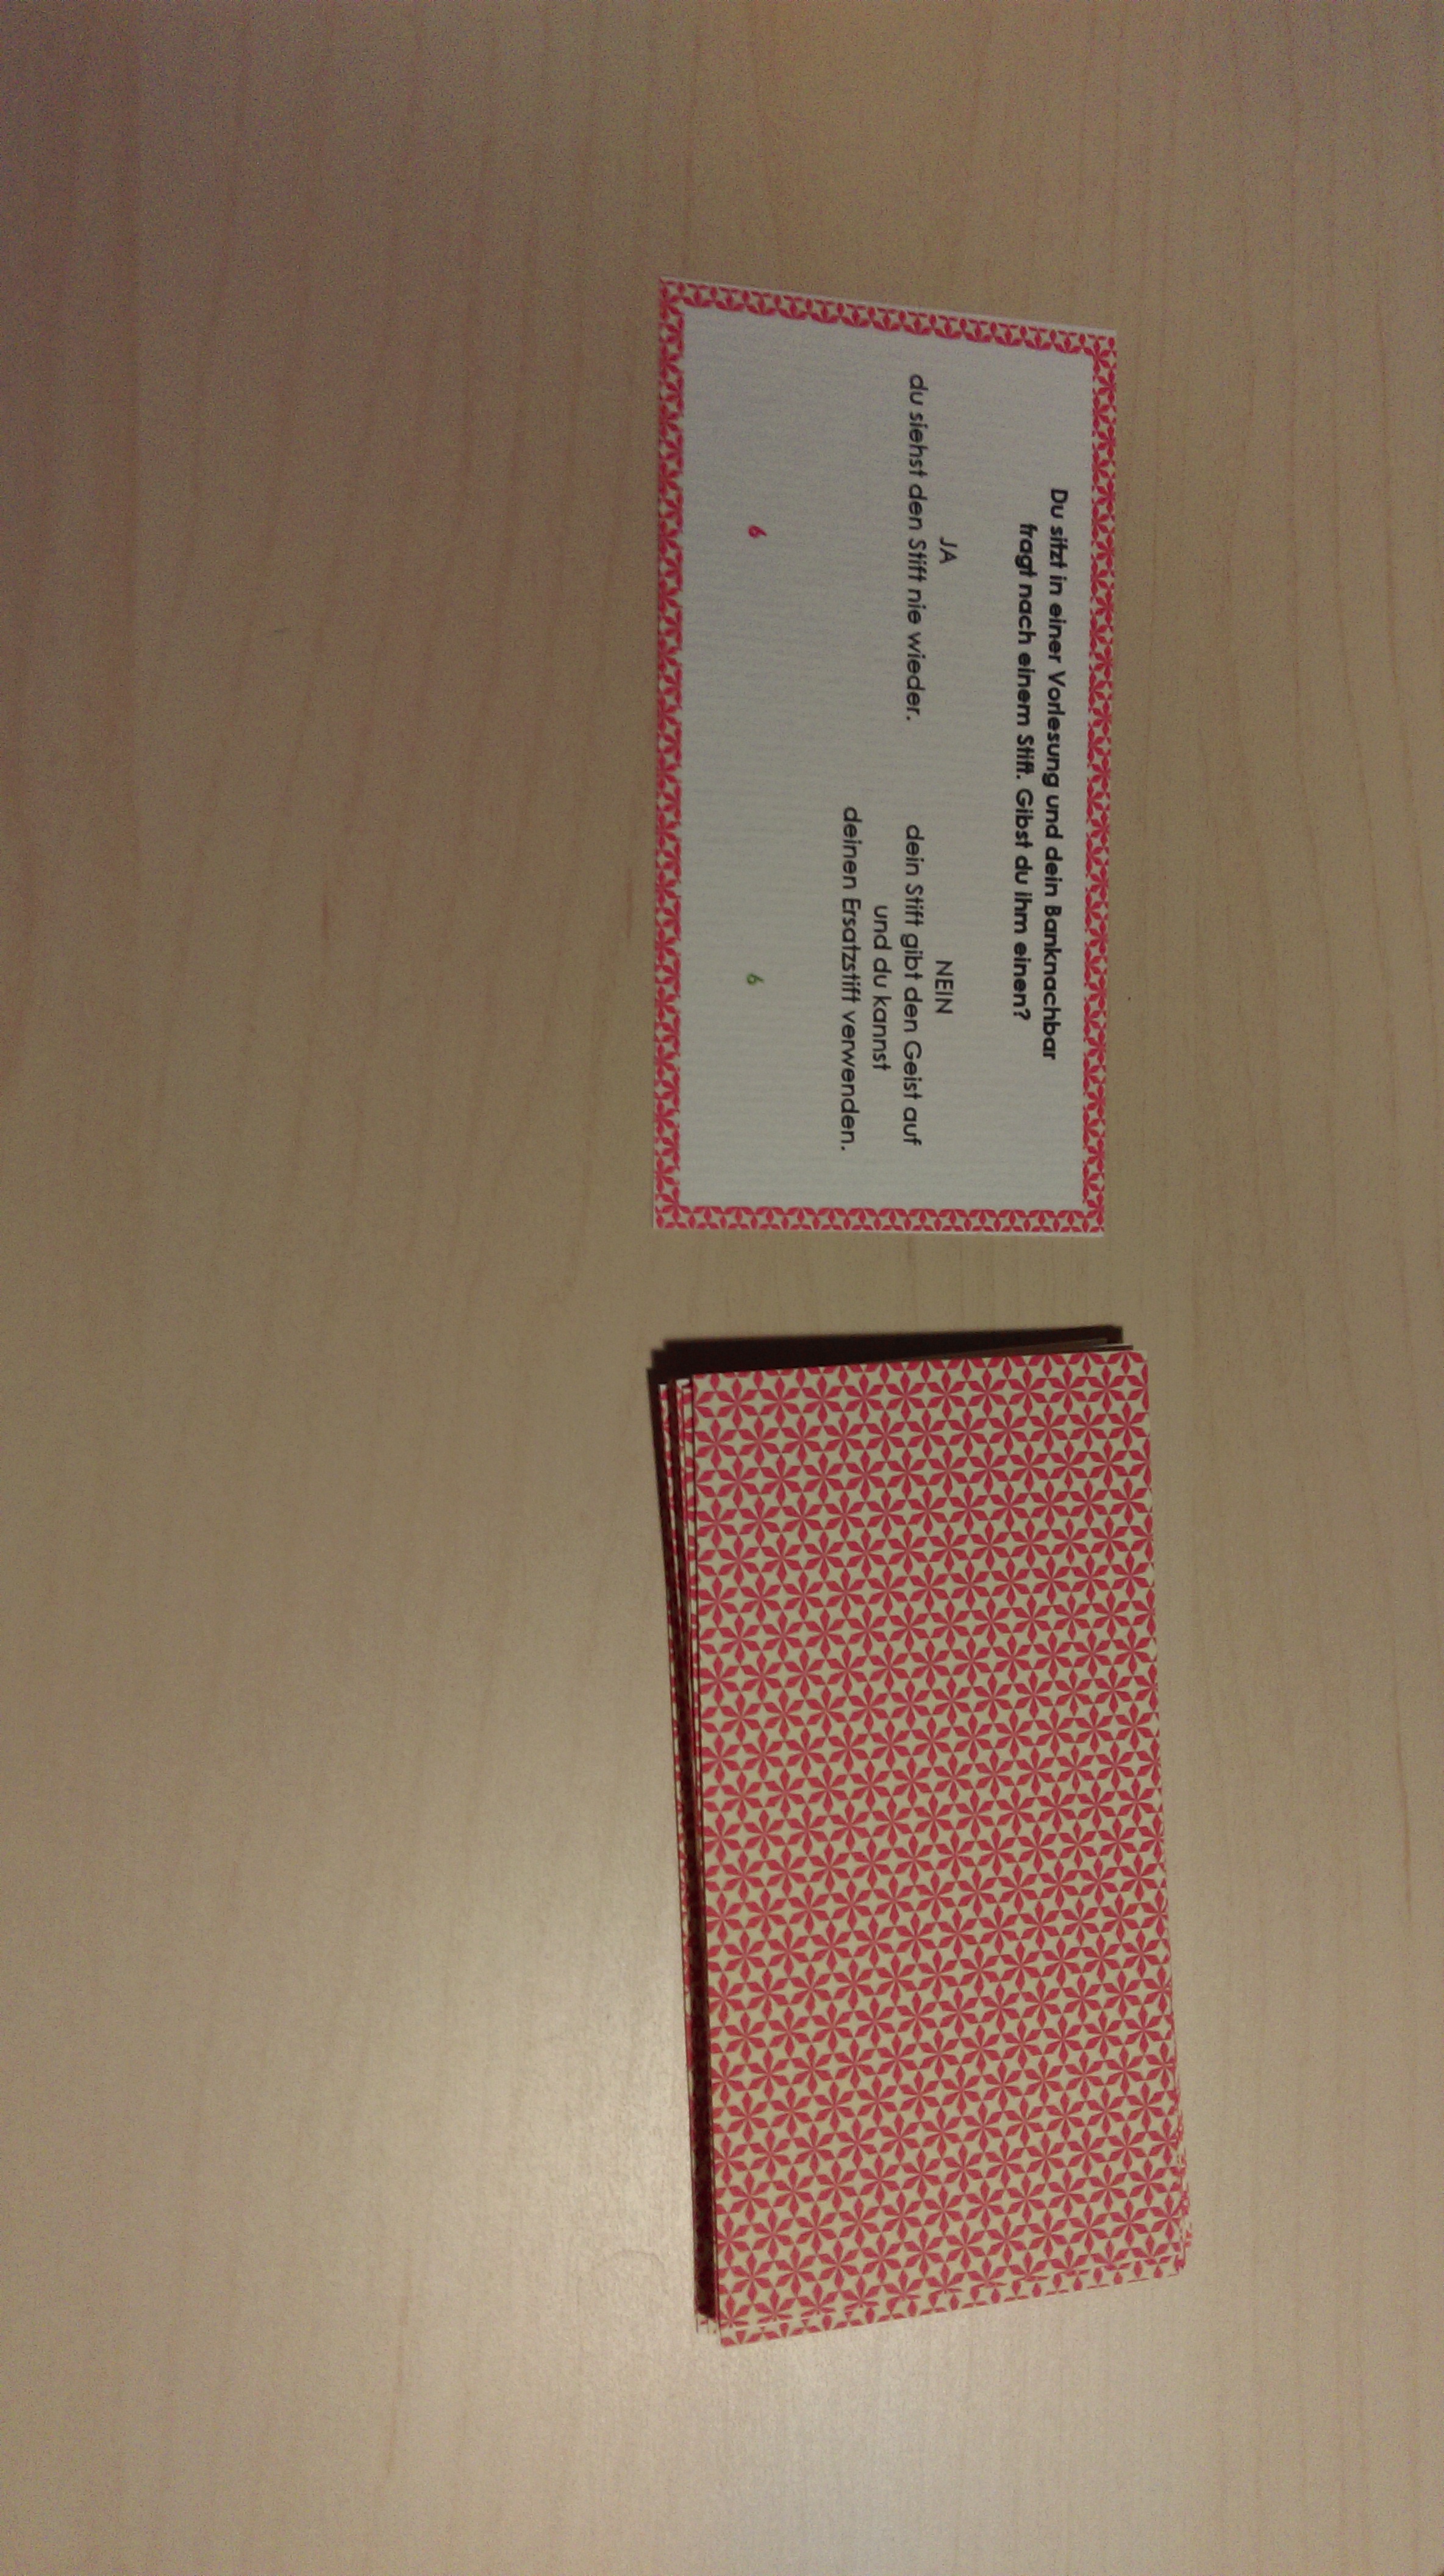 Du sitzt in einer Vorlesung und dein Banknachbar
fragt nach einem Stift. Gibst du ihm einen?
JA
du siehst den Stift nie wieder.
6
NEIN
dein Stift gibt den Geist auf
und du kannst
deinen Ersatzstift verwenden.
6